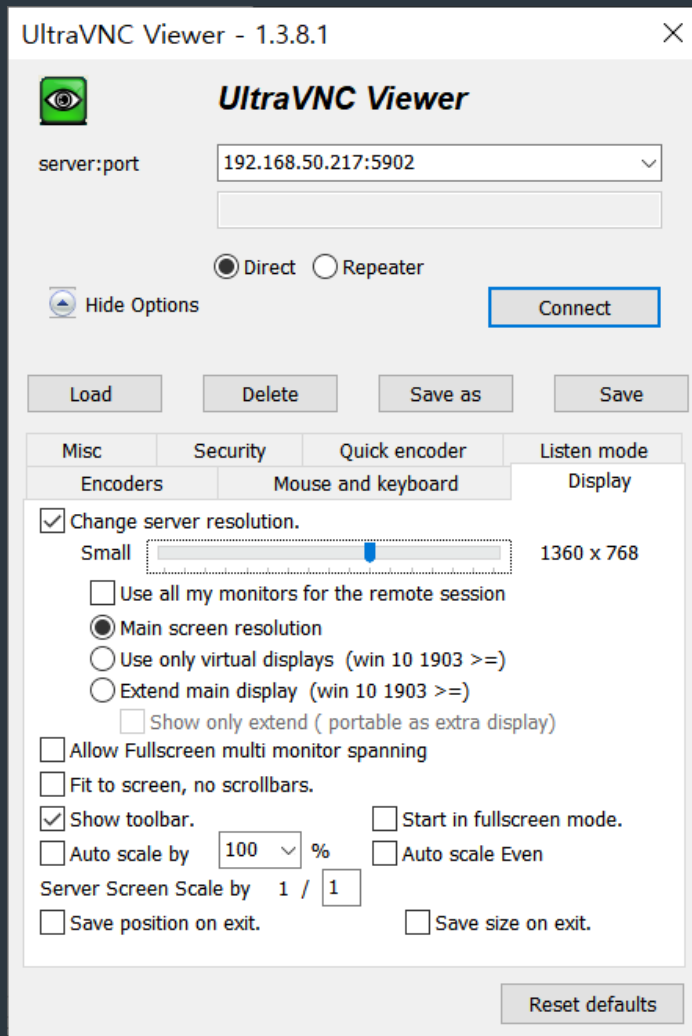 UltraVNC Viewer - 1.3.8.1
UltraVNC Viewer
server:port 192.168.50.217:5902
Direct Repeater
Hide Options Connect
Load Delete Save as Save
Misc Security Quick encoder Listen mode
Encoders Mouse and keyboard Display
Change server resolution.
Small 1360 x 768
Use all my monitors for the remote session
Main screen resolution
Use only virtual displays (win 10 1903 >=)
Extend main display (win 10 1903 >=)
Show only extend ( portable as extra display)
Allow Fullscreen multi monitor spanning
Fit to screen, no scrollbars.
Show toolbar. Start in fullscreen mode.
Auto scale by 100 % Auto scale Even
Server Screen Scale by 1 / 1
Save position on exit. Save size on exit.
Reset defaults